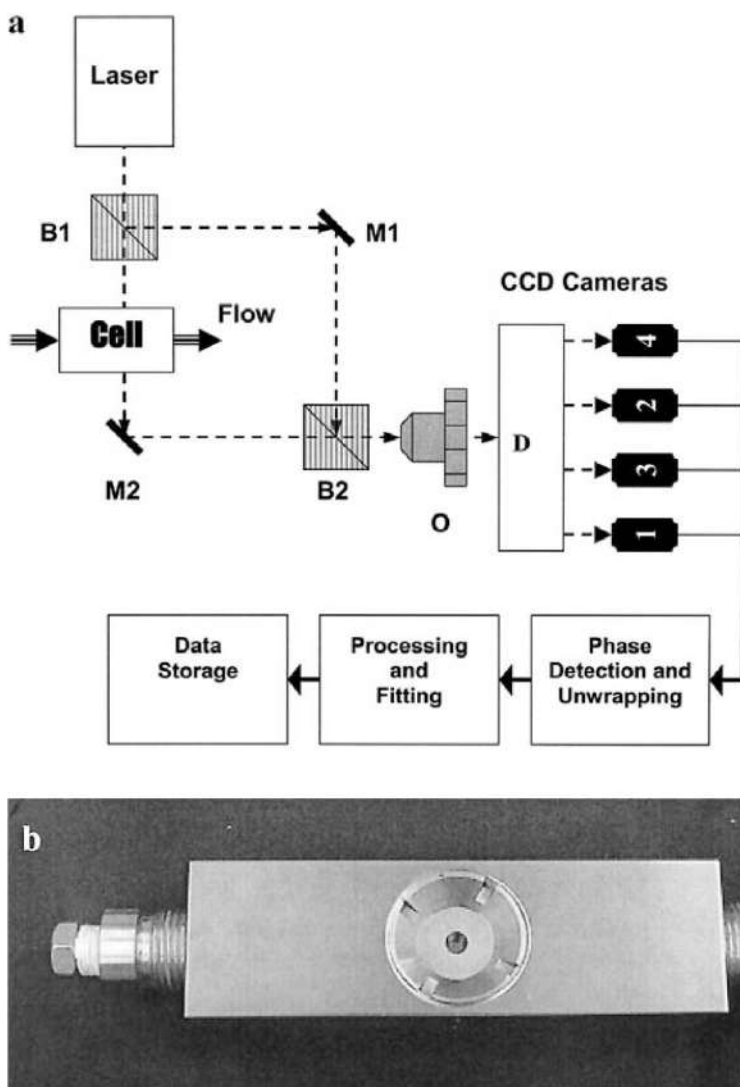 a
Laser
B1
M1
CCD Cameras
Flow
Cell
4
2
D
3
M2
B2
O
1
Data
Storage
Processing
and
Fitting
Phase
Detection and
Unwrapping
b